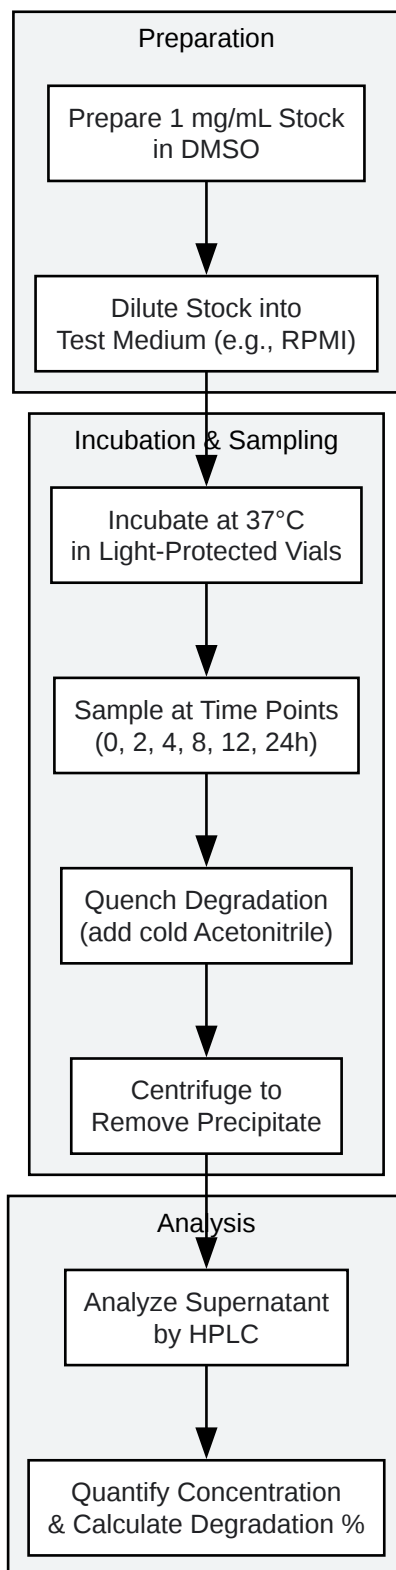 Preparation
Prepare 1 mg/mL Stock
in DMSO
Dilute Stock into
Test Medium (e.g., RPMI)
Incubation & Sampling
Incubate at 37°C
in Light-Protected Vials
Sample at Time Points
(0, 2, 4, 8, 12, 24h)
Quench Degradation
(add cold Acetonitrile)
Centrifuge to
Remove Precipitate
Analysis
Analyze Supernatant
by HPLC
Quantify Concentration
& Calculate Degradation %